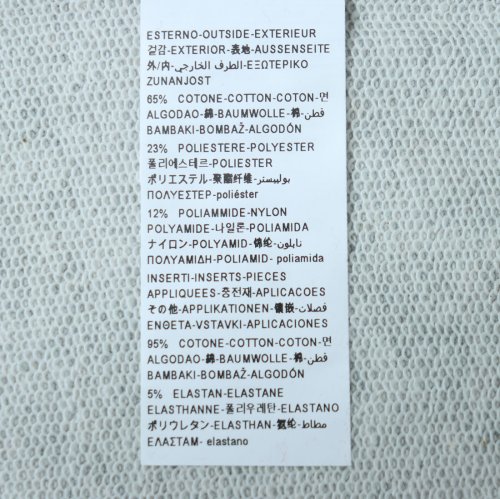 ESTERNO-OUTSIDE-EXTERIEUR
겉감-EXTERIOR-表地-AUSSENSEITE
外/内-الطرف الخارجي-ΕΞΩΤΕΡΙΚΟ
ZUNANJOST
65% COTONE-COTTON-COTON-면
ALGODAO-綿-BAUMWOLLE-棉-قطن
BAMBAKI-BOMBAŽ-ALGODÓN
23% POLIESTERE-POLYESTER
폴리에스테르-POLIESTER
ポリエステル-聚酯纤维-بوليستر
ΠΟΛΥΕΣΤΕΡ-poliéster
12% POLIAMMIDE-NYLON
POLYAMIDE-나일론-POLIAMIDA
ナイロン-POLYAMID-锦纶-نايلون
ΠΟΛΥΑΜΙΔΗ-POLIAMID- poliamida
INSERTI-INSERTS-PIECES
APPLIQUEES-충전재-APLICACOES
その他-APPLIKATIONEN-镶嵌-فصلات
ΕΝΘΕΤΑ-VSTAVKI-APLICACIONES
95% COTONE-COTTON-COTON-면
ALGODAO-綿-BAUMWOLLE-棉-قطن
BAMBAKI-BOMBAŽ-ALGODÓN
5% ELASTAN-ELASTANE
ELASTHANNE-폴리우레탄-ELASTANO
ポリウレタン-ELASTHAN-氨纶-مطاط
ΕΛΑΣΤΑΜ- elastano